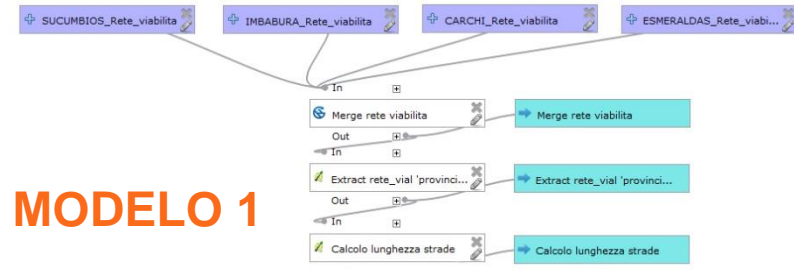 SUCUMBIOS_Rete_viabilita
IMBABURA_Rete_viabilita
CARCHI_Rete_viabilita
ESMERALDAS_Rete_viabi...
In
Merge rete viabilita
Merge rete viabilita
Out
In
Extract rete_vial 'provinci...
Extract rete_vial 'provinci...
Out
MODELO 1
In
Calcolo lunghezza strade
Calcolo lunghezza strade